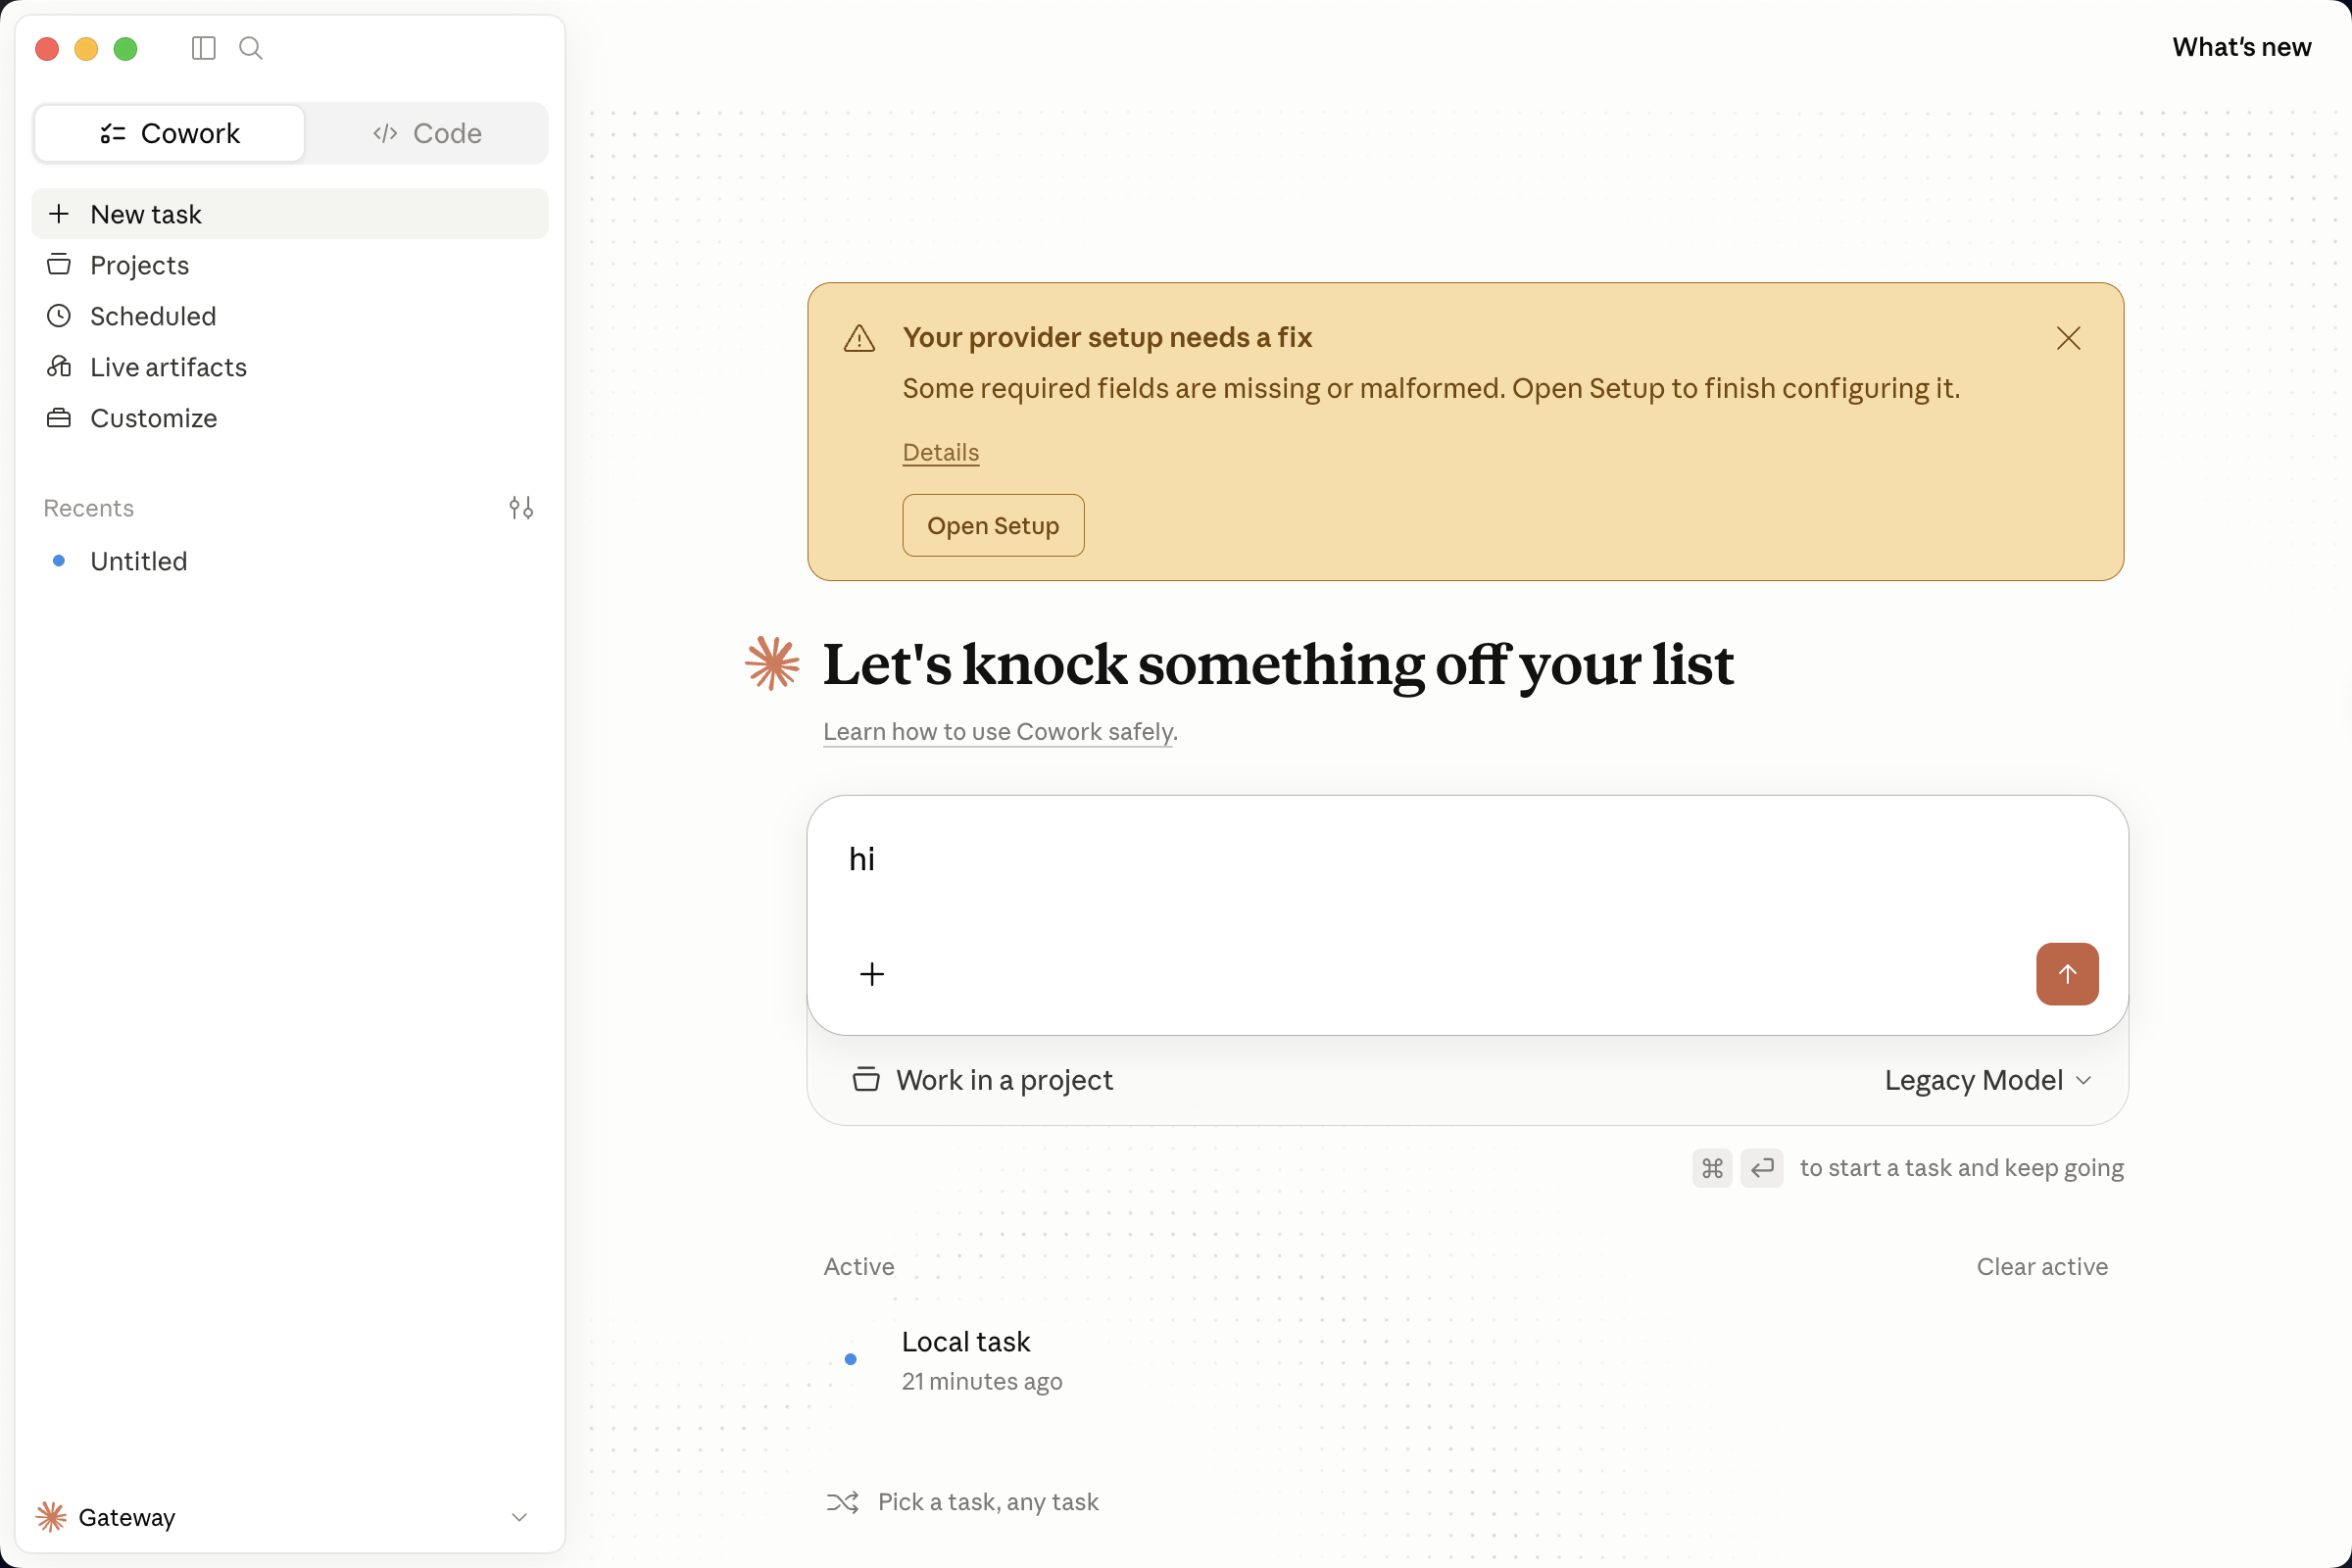 What's new
Cowork
Code
New task
Projects
Scheduled
Live artifacts
Customize
Recents
Untitled
Gateway
Your provider setup needs a fix
Some required fields are missing or malformed. Open Setup to finish configuring it.
Details
Open Setup
Let's knock something off your list
Learn how to use Cowork safely.
hi
Work in a project
Legacy Model
⌘ ↵ to start a task and keep going
Active
Clear active
Local task
21 minutes ago
Pick a task, any task